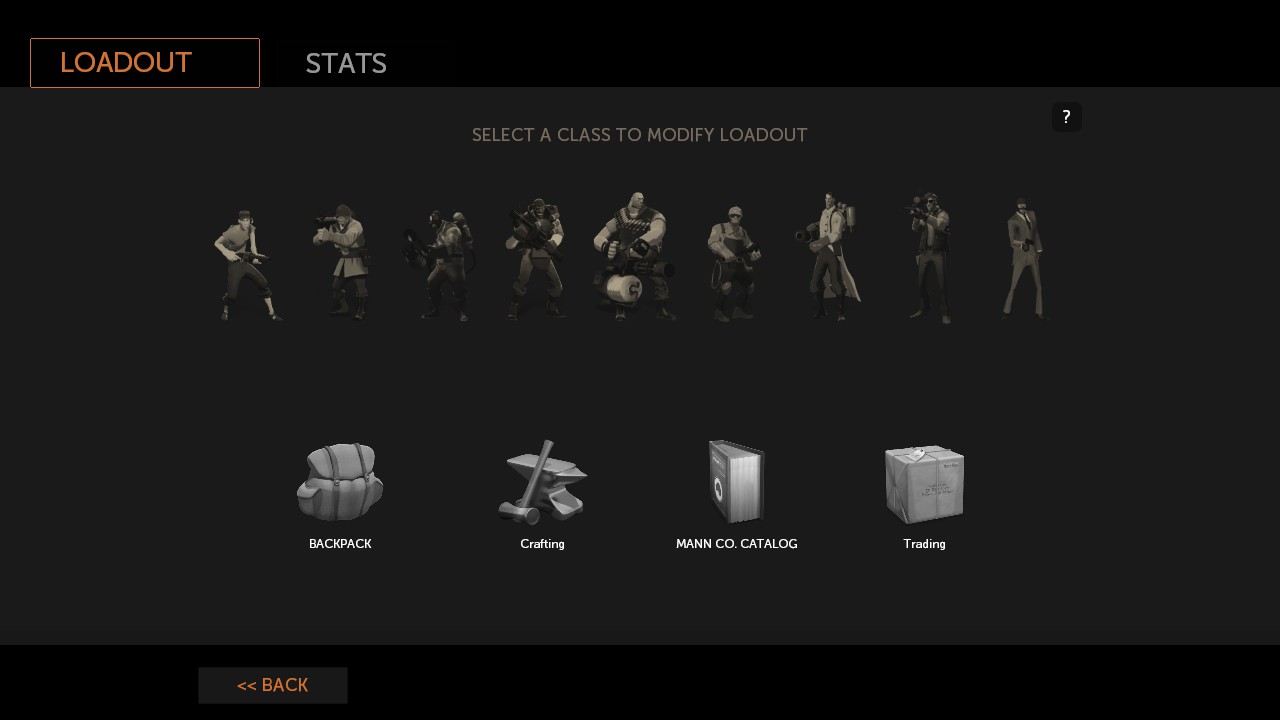 LOADOUT
STATS
?
SELECT A CLASS TO MODIFY LOADOUT
BACKPACK
Crafting
MANN CO. CATALOG
Trading
<< BACK